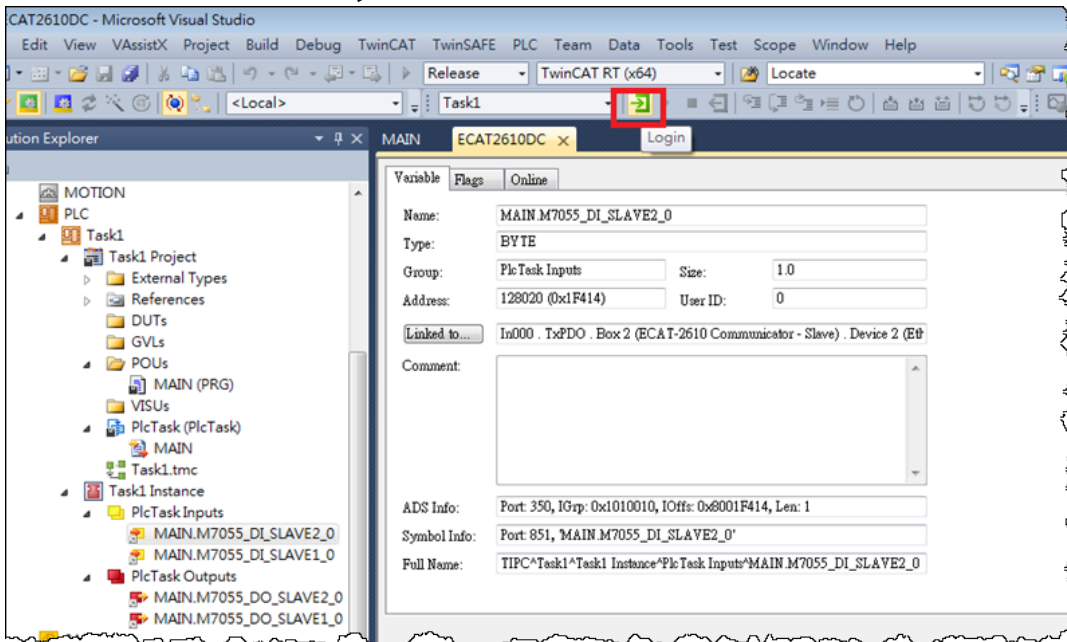 CAT2610DC - Microsoft Visual Studio
Edit View VAssistX Project Build Debug TwinCAT TwinSAFE PLC Team Data Tools Test Scope Window Help
Release TwinCAT RT (x64) Locate
<Local> Task1
Login
ution Explorer
MAIN ECAT2610DC
MOTION
PLC
Task1
Task1 Project
External Types
References
DUTs
GVLs
POUs
MAIN (PRG)
VISUs
PlcTask (PlcTask)
MAIN
Task1.tmc
Task1 Instance
PlcTask Inputs
MAIN.M7055_DI_SLAVE2_0
MAIN.M7055_DI_SLAVE1_0
PlcTask Outputs
MAIN.M7055_DO_SLAVE2_0
MAIN.M7055_DO_SLAVE1_0
Variable Flags Online
Name: MAIN.M7055_DI_SLAVE2_0
Type: BYTE
Group: PlcTask Inputs Size: 1.0
Address: 128020 (0x1F414) User ID: 0
Linked to... In000 . TxPDO . Box 2 (ECAT-2610 Communicator - Slave) . Device 2 (Eth
Comment:
ADS Info: Port: 350, IGrp: 0x1010010, IOffs: 0x8001F414, Len: 1
Symbol Info: Port: 851, 'MAIN.M7055_DI_SLAVE2_0'
Full Name: TIPC^Task1^Task1 Instance^PlcTask Inputs^MAIN.M7055_DI_SLAVE2_0